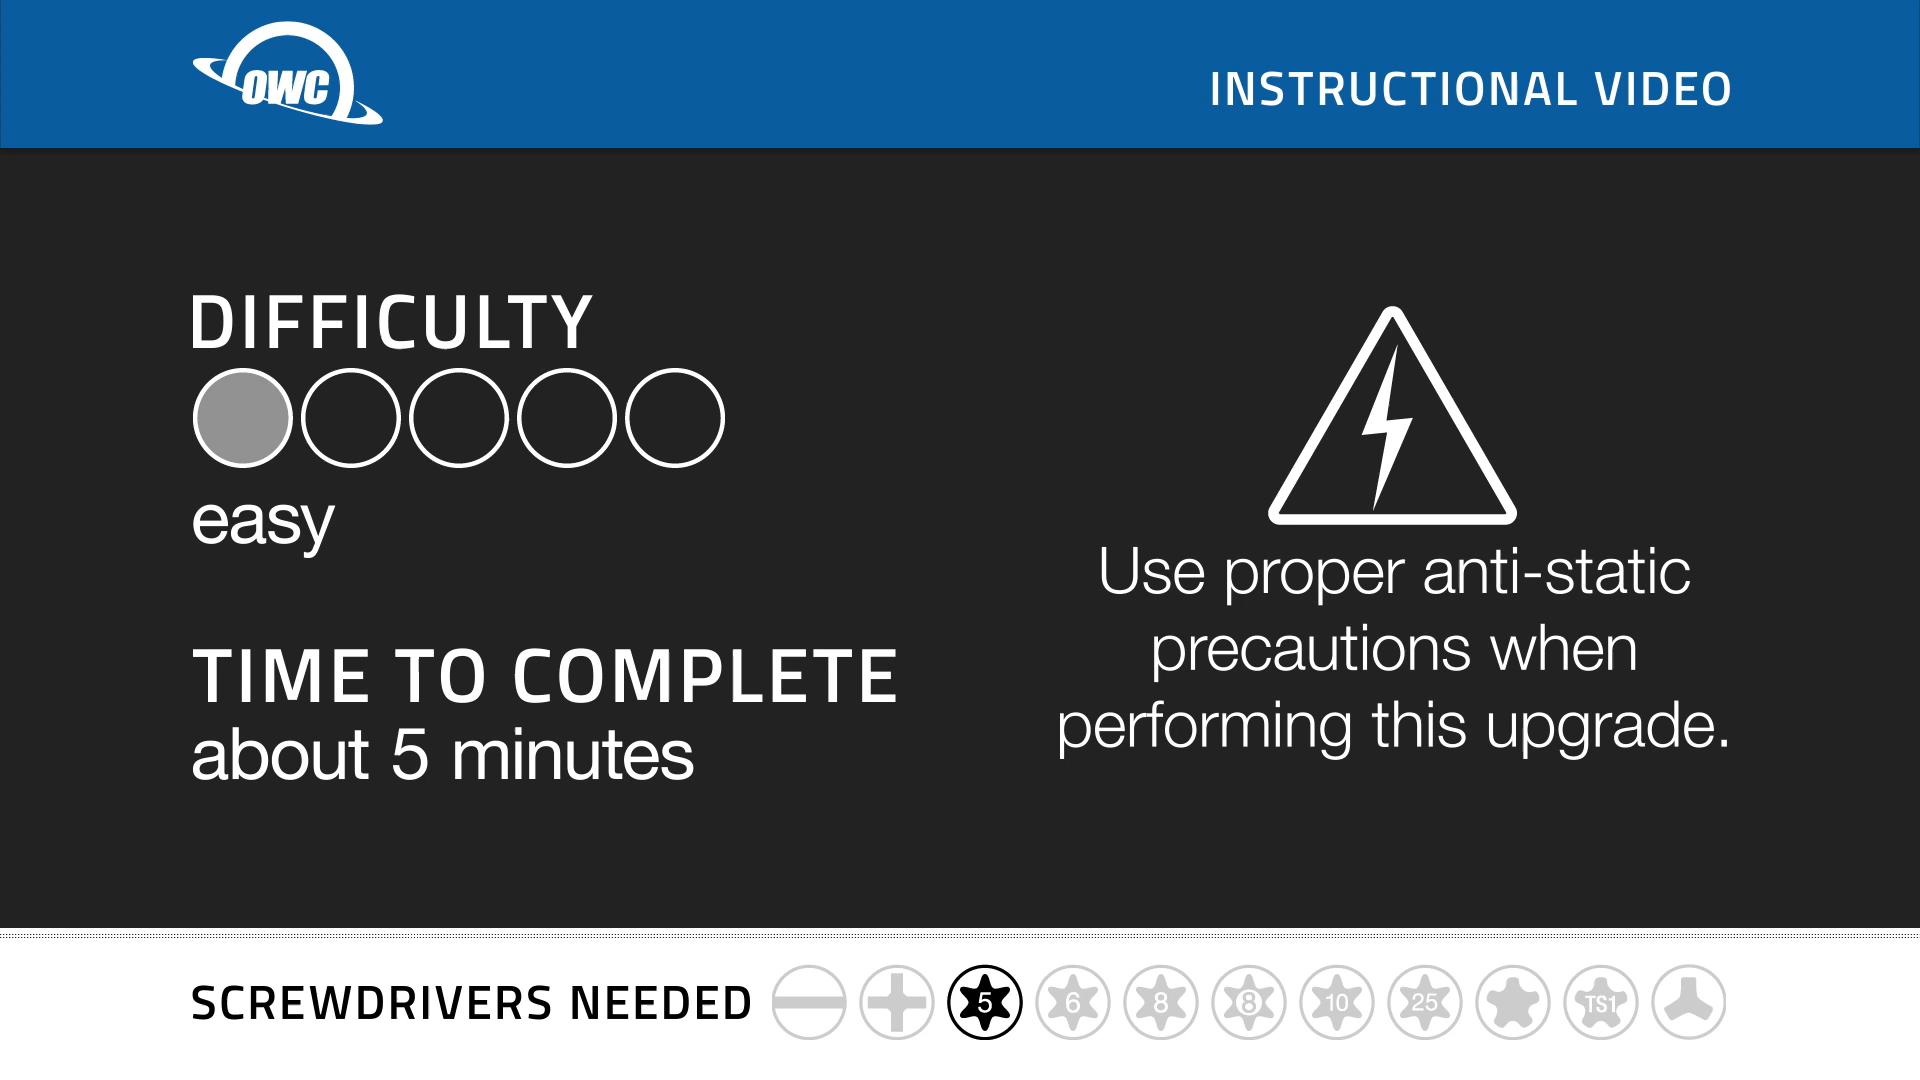 OWC
INSTRUCTIONAL VIDEO
DIFFICULTY
easy
TIME TO COMPLETE
about 5 minutes
Use proper anti-static
precautions when
performing this upgrade.
SCREWDRIVERS NEEDED
5 6 8 8 10 25 TS1